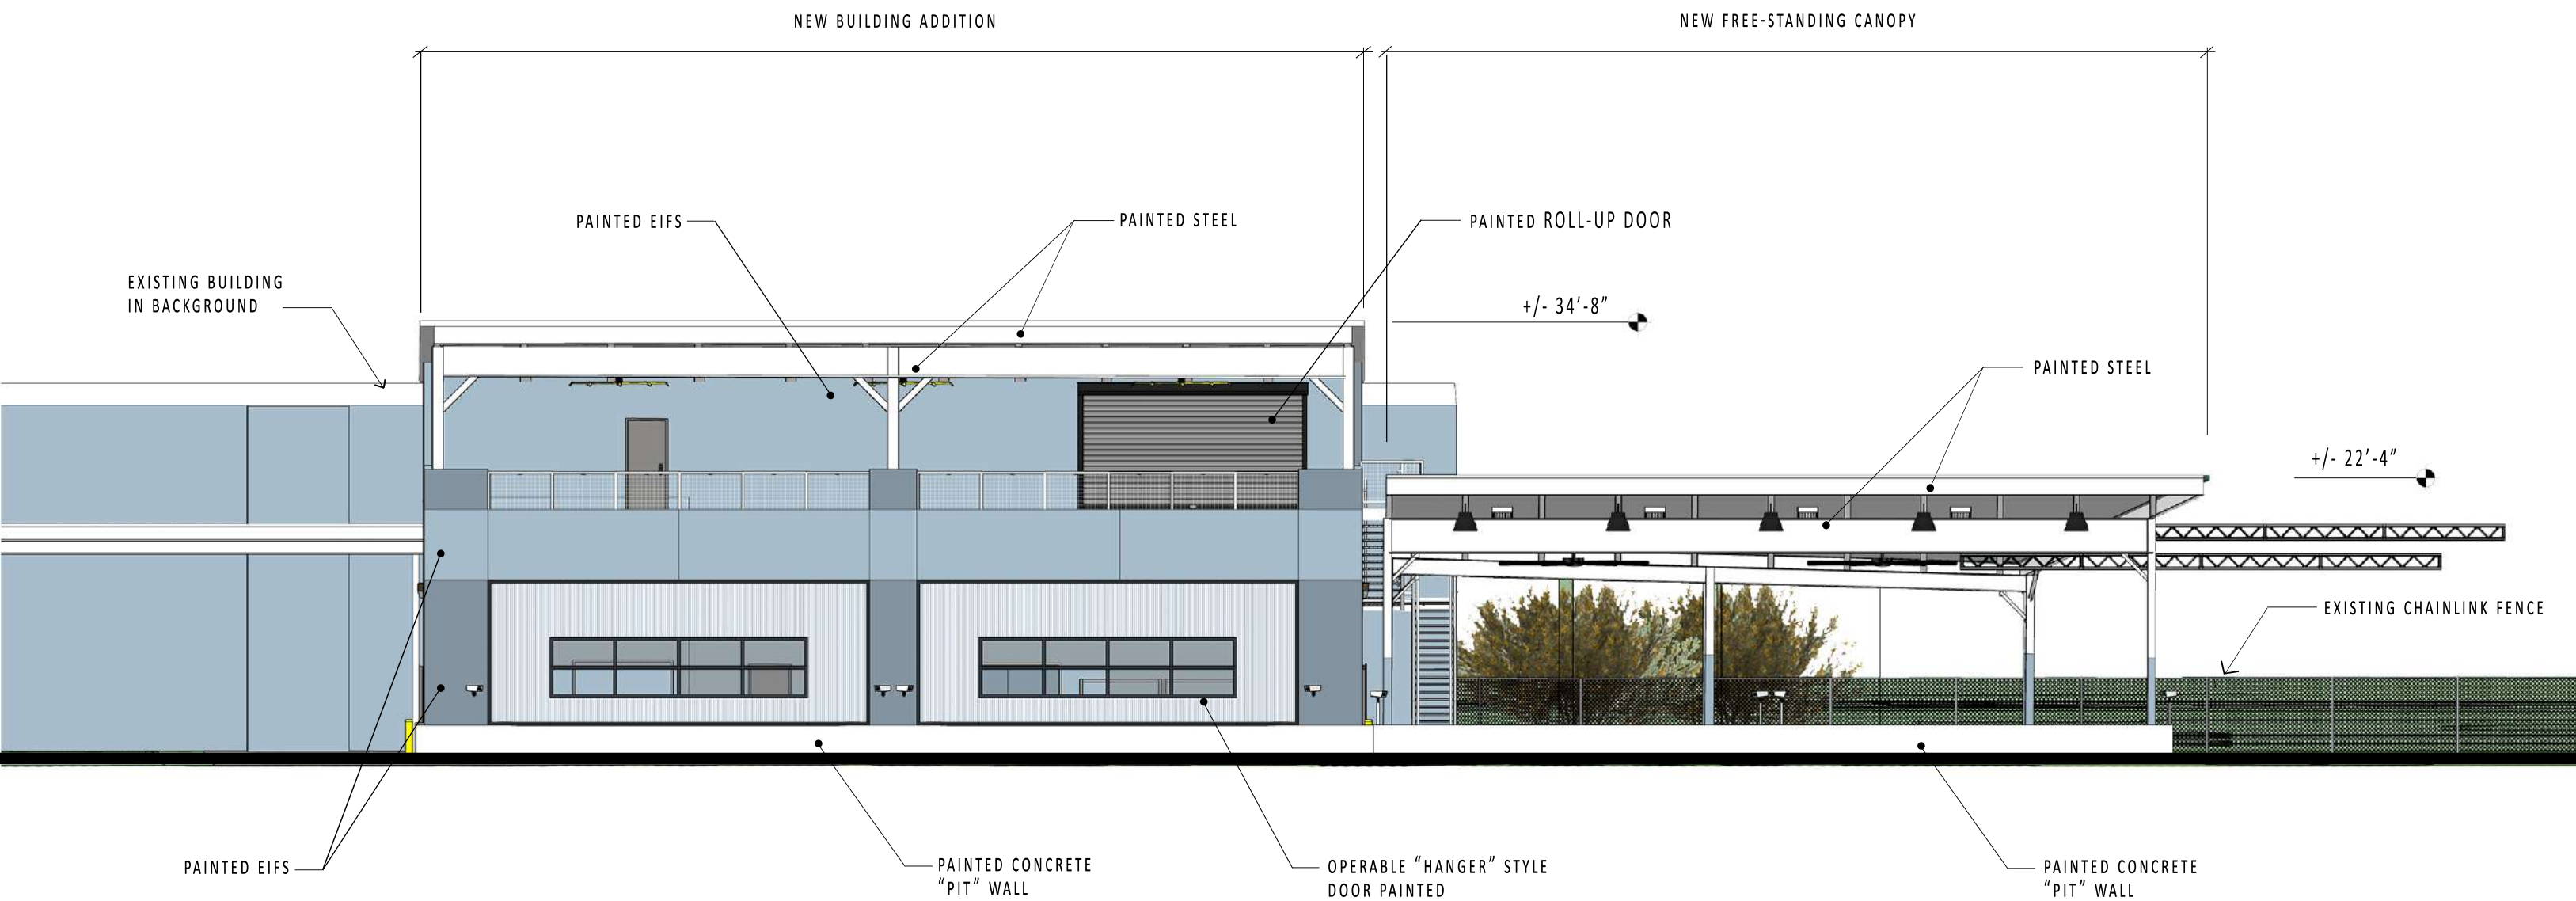 NEW BUILDING ADDITION
NEW FREE-STANDING CANOPY
PAINTED EIFS
PAINTED STEEL
PAINTED ROLL-UP DOOR
EXISTING BUILDING
IN BACKGROUND
+/- 34'-8"
PAINTED STEEL
+/- 22'-4"
EXISTING CHAINLINK FENCE
PAINTED EIFS
PAINTED CONCRETE
“PIT” WALL
OPERABLE “HANGER” STYLE
DOOR PAINTED
PAINTED CONCRETE
“PIT” WALL